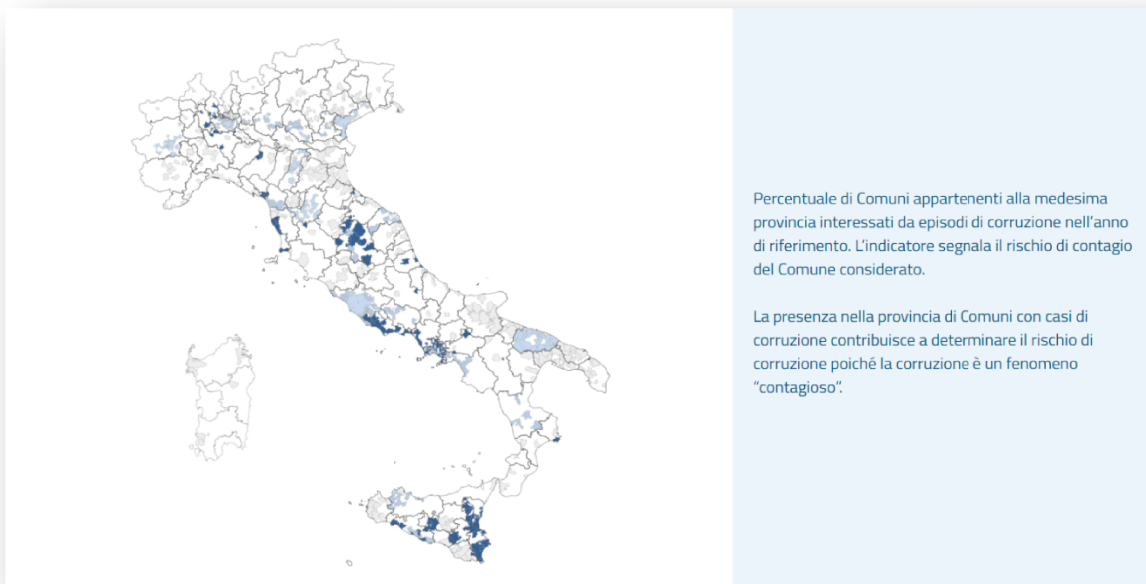 Percentuale di Comuni appartenenti alla medesima
provincia interessati da episodi di corruzione nell'anno
di riferimento. L'indicatore segnala il rischio di contagio
del Comune considerato.
La presenza nella provincia di Comuni con casi di
corruzione contribuisce a determinare il rischio di
corruzione poiché la corruzione è un fenomeno
"contagioso".